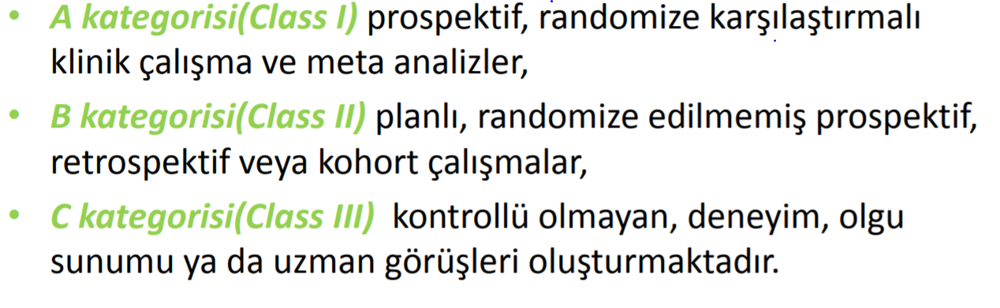 • A kategorisi(Class I) prospektif, randomize karşılaştırmalı
klinik çalışma ve meta analizler,
• B kategorisi(Class II) planlı, randomize edilmemiş prospektif,
retrospektif veya kohort çalışmalar,
• C kategorisi(Class III) kontrollü olmayan, deneyim, olgu
sunumu ya da uzman görüşleri oluşturmaktadır.